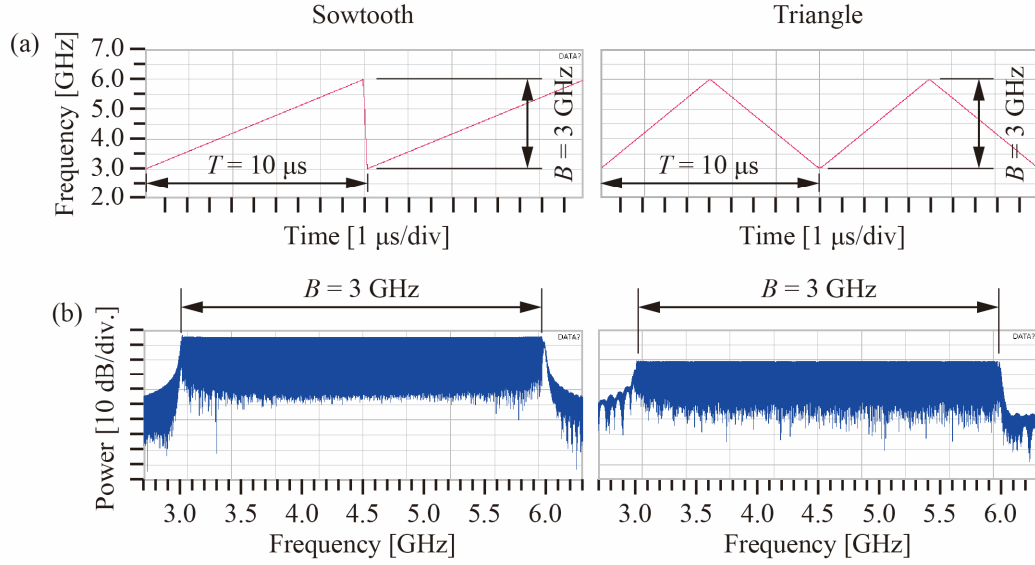 Sowtooth
Triangle
(a)
Frequency [GHz]
7.0
6.0
5.0
4.0
3.0
2.0
DATA?
T = 10 μs
B = 3 GHz
Time [1 μs/div]
DATA?
T = 10 μs
B = 3 GHz
Time [1 μs/div]
(b)
Power [10 dB/div.]
B = 3 GHz
DATA?
3.0 3.5 4.0 4.5 5.0 5.5 6.0
Frequency [GHz]
B = 3 GHz
DATA?
3.0 3.5 4.0 4.5 5.0 5.5 6.0
Frequency [GHz]